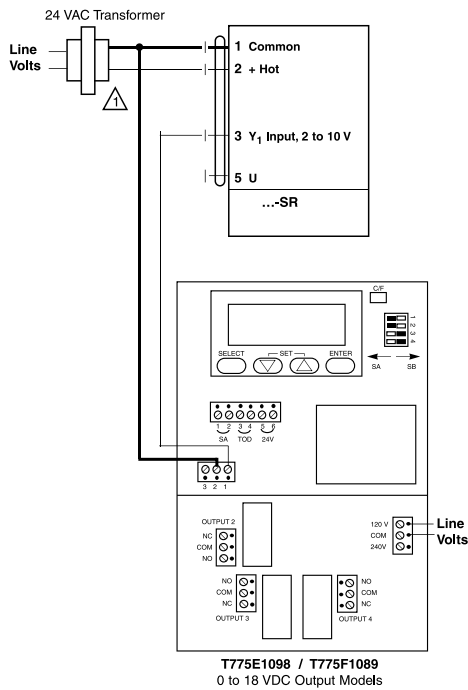 24 VAC Transformer
Line
Volts
1
1 Common
2 + Hot
3 Y1 Input, 2 to 10 V
5 U
...-SR
C/F
1
2
3
4
SELECT
SET
ENTER
SA
SB
1 2 3 4 5 6
SA TOD 24V
3 2 1
OUTPUT 2
NC
COM
NO
120 V
COM
240V
Line
Volts
NO
COM
NC
OUTPUT 3
NO
COM
NC
OUTPUT 4
T775E1098 / T775F1089
0 to 18 VDC Output Models